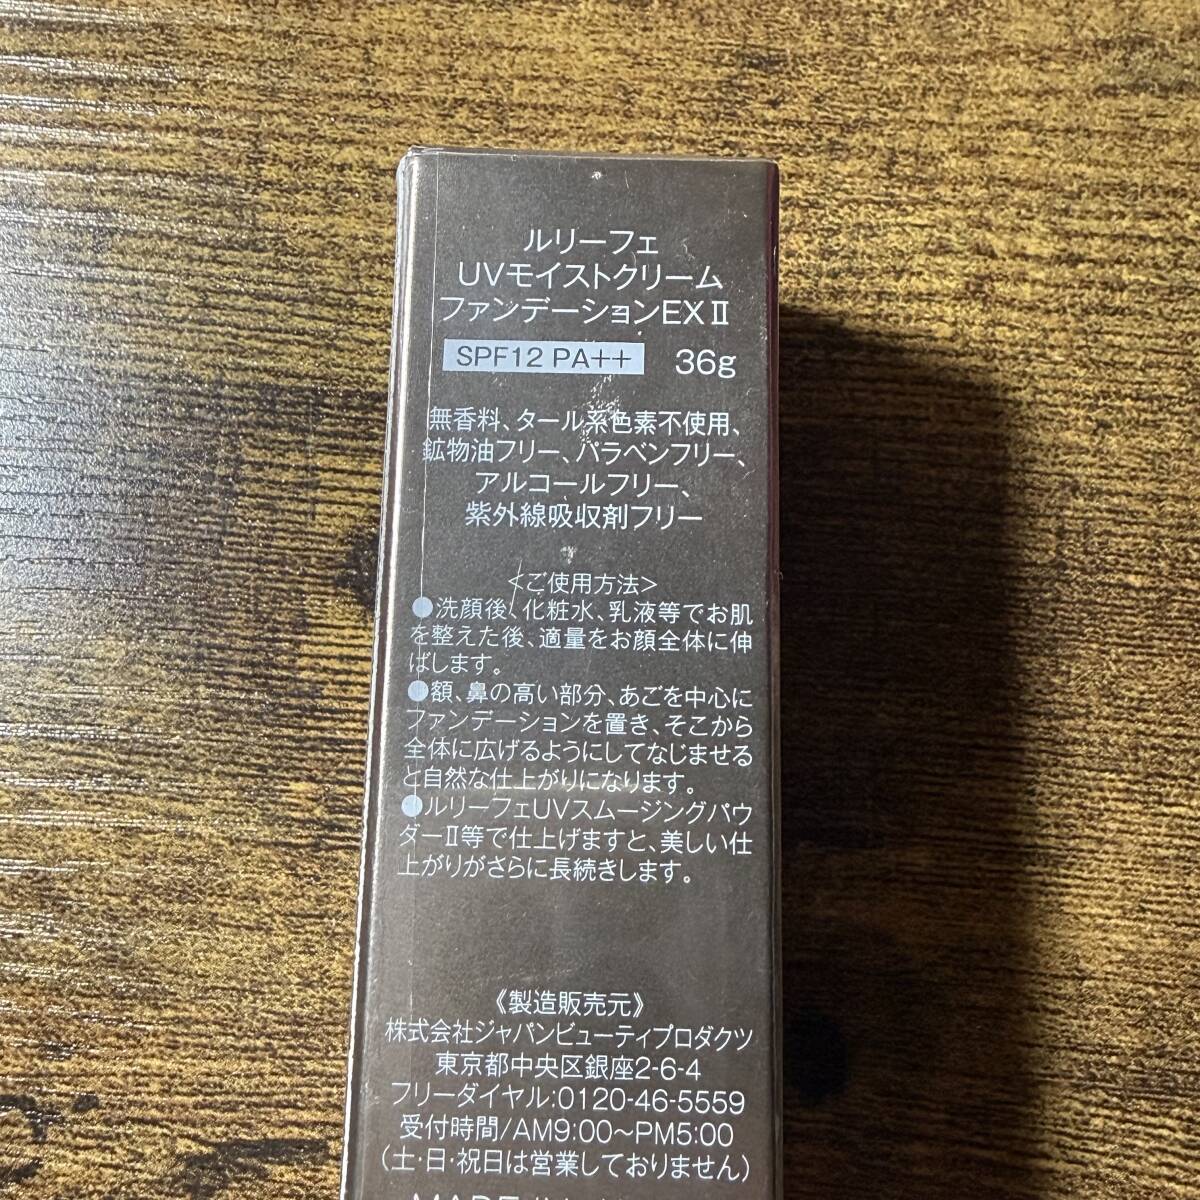 ルリーフェ
UVモイストクリーム
ファンデーションEXⅡ
SPF12 PA++ 36g
無香料、タール系色素不使用、
鉱物油フリー、パラベンフリー、
アルコールフリー、
紫外線吸収剤フリー
<ご使用方法>
●洗顔後、化粧水、乳液等でお肌
を整えた後、適量をお顔全体に伸
ばします。
●額、鼻の高い部分、あごを中心に
ファンデーションを置き、そこから
全体に広げるようにしてなじませる
と自然な仕上がりになります。
●ルリーフェUVスムージングパウ
ダーⅡ等で仕上げますと、美しい仕
上がりがさらに長続きします。
《製造販売元》
株式会社ジャパンビューティプロダクツ
東京都中央区銀座2-6-4
フリーダイヤル:0120-46-5559
受付時間/AM9:00~PM5:00
(土・日・祝日は営業しておりません)